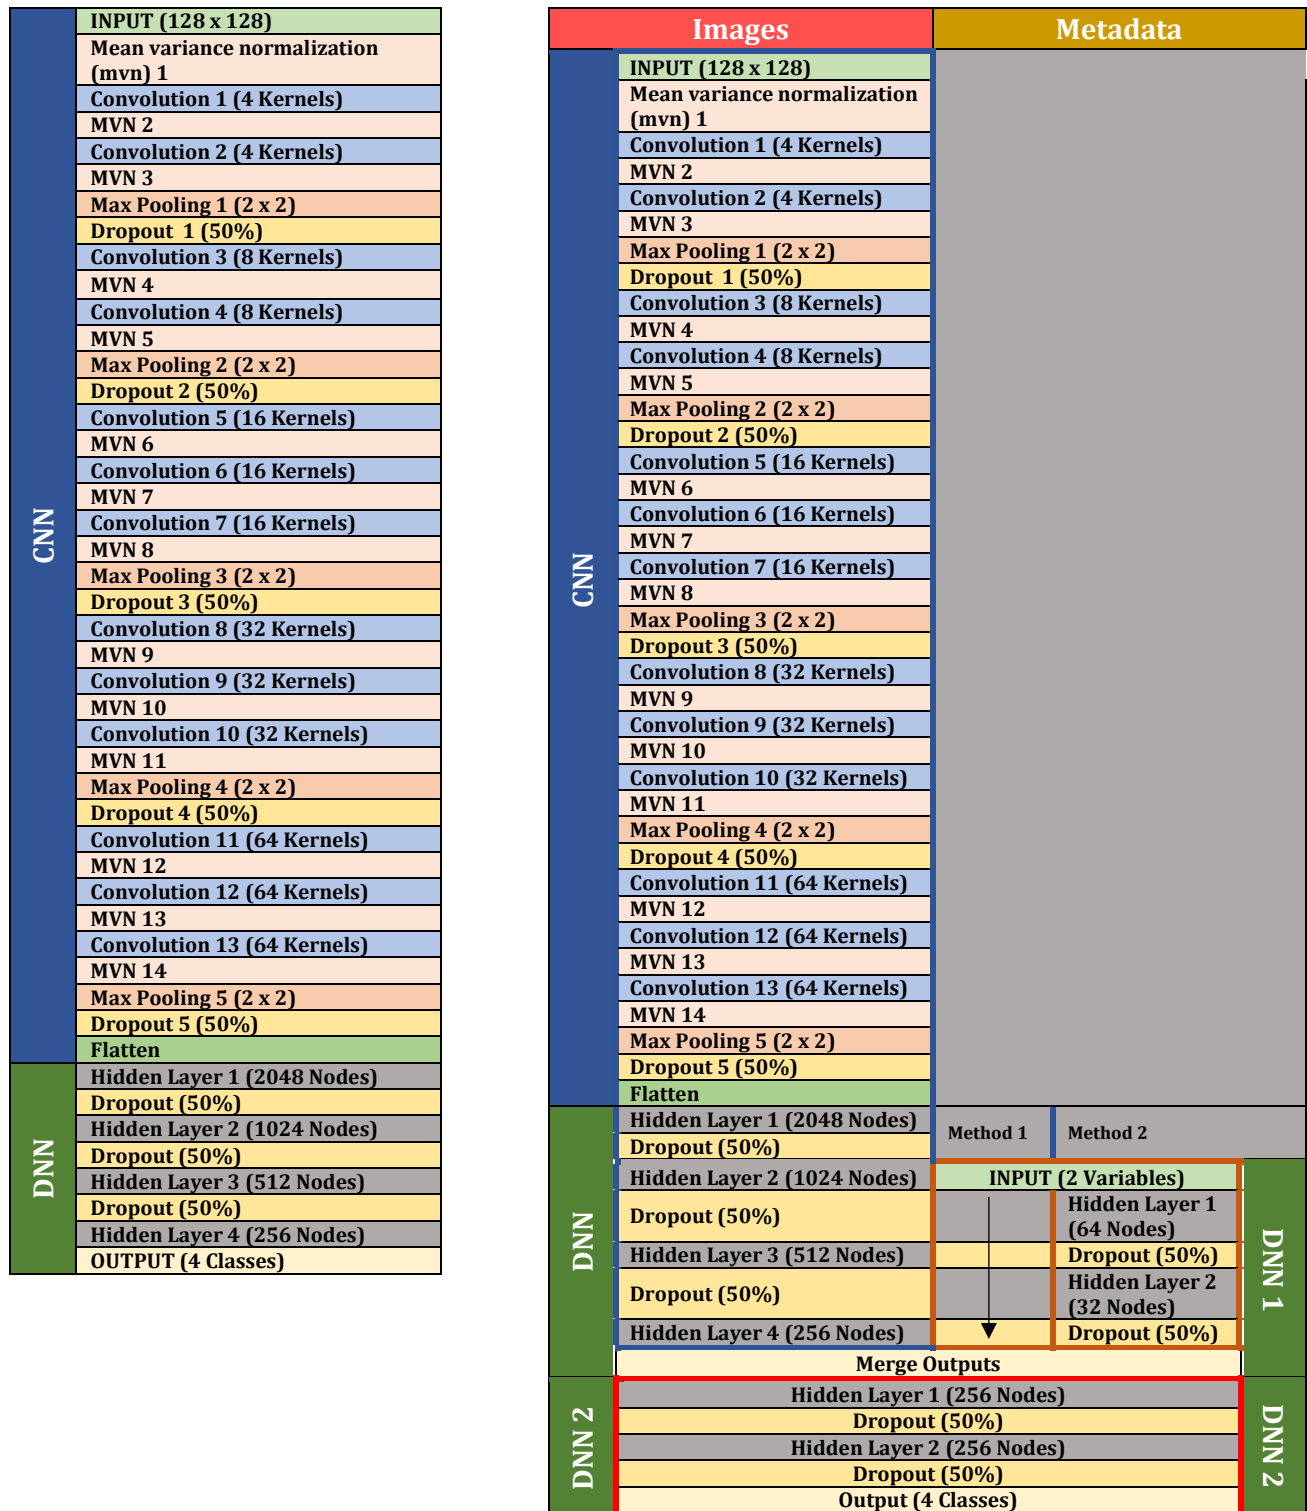 CNN
INPUT (128 x 128)
Mean variance normalization
(mvn) 1
Convolution 1 (4 Kernels)
MVN 2
Convolution 2 (4 Kernels)
MVN 3
Max Pooling 1 (2 x 2)
Dropout 1 (50%)
Convolution 3 (8 Kernels)
MVN 4
Convolution 4 (8 Kernels)
MVN 5
Max Pooling 2 (2 x 2)
Dropout 2 (50%)
Convolution 5 (16 Kernels)
MVN 6
Convolution 6 (16 Kernels)
MVN 7
Convolution 7 (16 Kernels)
MVN 8
Max Pooling 3 (2 x 2)
Dropout 3 (50%)
Convolution 8 (32 Kernels)
MVN 9
Convolution 9 (32 Kernels)
MVN 10
Convolution 10 (32 Kernels)
MVN 11
Max Pooling 4 (2 x 2)
Dropout 4 (50%)
Convolution 11 (64 Kernels)
MVN 12
Convolution 12 (64 Kernels)
MVN 13
Convolution 13 (64 Kernels)
MVN 14
Max Pooling 5 (2 x 2)
Dropout 5 (50%)
Flatten
DNN
Hidden Layer 1 (2048 Nodes)
Dropout (50%)
Hidden Layer 2 (1024 Nodes)
Dropout (50%)
Hidden Layer 3 (512 Nodes)
Dropout (50%)
Hidden Layer 4 (256 Nodes)
OUTPUT (4 Classes)
Images
Metadata
CNN
INPUT (128 x 128)
Mean variance normalization
(mvn) 1
Convolution 1 (4 Kernels)
MVN 2
Convolution 2 (4 Kernels)
MVN 3
Max Pooling 1 (2 x 2)
Dropout 1 (50%)
Convolution 3 (8 Kernels)
MVN 4
Convolution 4 (8 Kernels)
MVN 5
Max Pooling 2 (2 x 2)
Dropout 2 (50%)
Convolution 5 (16 Kernels)
MVN 6
Convolution 6 (16 Kernels)
MVN 7
Convolution 7 (16 Kernels)
MVN 8
Max Pooling 3 (2 x 2)
Dropout 3 (50%)
Convolution 8 (32 Kernels)
MVN 9
Convolution 9 (32 Kernels)
MVN 10
Convolution 10 (32 Kernels)
MVN 11
Max Pooling 4 (2 x 2)
Dropout 4 (50%)
Convolution 11 (64 Kernels)
MVN 12
Convolution 12 (64 Kernels)
MVN 13
Convolution 13 (64 Kernels)
MVN 14
Max Pooling 5 (2 x 2)
Dropout 5 (50%)
Flatten
DNN
Hidden Layer 1 (2048 Nodes)
Dropout (50%)
Hidden Layer 2 (1024 Nodes)
Dropout (50%)
Hidden Layer 3 (512 Nodes)
Dropout (50%)
Hidden Layer 4 (256 Nodes)
Method 1
Method 2
INPUT (2 Variables)
Hidden Layer 1
(64 Nodes)
Dropout (50%)
Hidden Layer 2
(32 Nodes)
Dropout (50%)
DNN 1
Merge Outputs
DNN 2
Hidden Layer 1 (256 Nodes)
Dropout (50%)
Hidden Layer 2 (256 Nodes)
Dropout (50%)
Output (4 Classes)
DNN 2